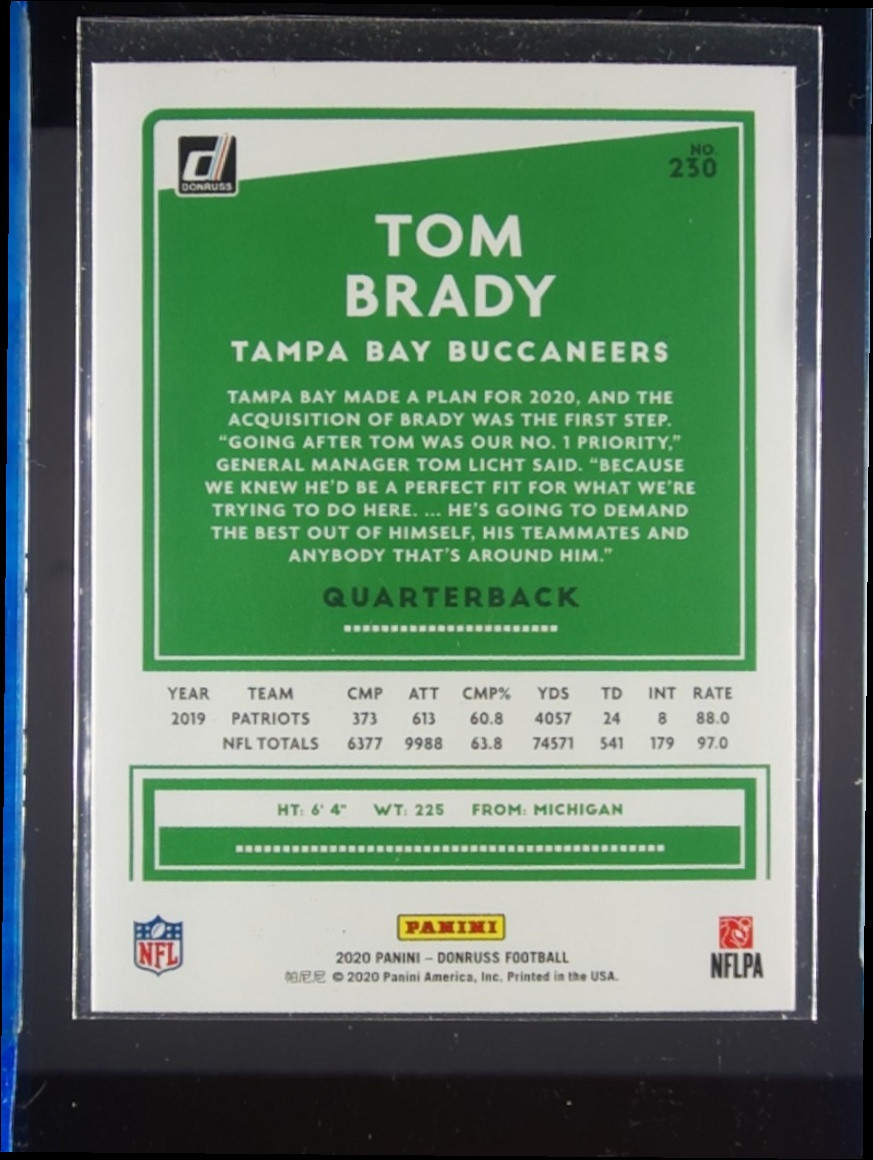 DONRUSS
NO.
230
TOM
BRADY
TAMPA BAY BUCCANEERS
TAMPA BAY MADE A PLAN FOR 2020, AND THE
ACQUISITION OF BRADY WAS THE FIRST STEP.
“GOING AFTER TOM WAS OUR NO. 1 PRIORITY,”
GENERAL MANAGER TOM LICHT SAID. “BECAUSE
WE KNEW HE’D BE A PERFECT FIT FOR WHAT WE’RE
TRYING TO DO HERE. ... HE’S GOING TO DEMAND
THE BEST OUT OF HIMSELF, HIS TEAMMATES AND
ANYBODY THAT’S AROUND HIM.”
QUARTERBACK
YEAR TEAM CMP ATT CMP% YDS TD INT RATE
2019 PATRIOTS 373 613 60.8 4057 24 8 88.0
NFL TOTALS 6377 9988 63.8 74571 541 179 97.0
HT: 6' 4" WT: 225 FROM: MICHIGAN
NFL
PANINI
NFLPA
2020 PANINI – DONRUSS FOOTBALL
帕尼尼 © 2020 Panini America, Inc. Printed in the USA.